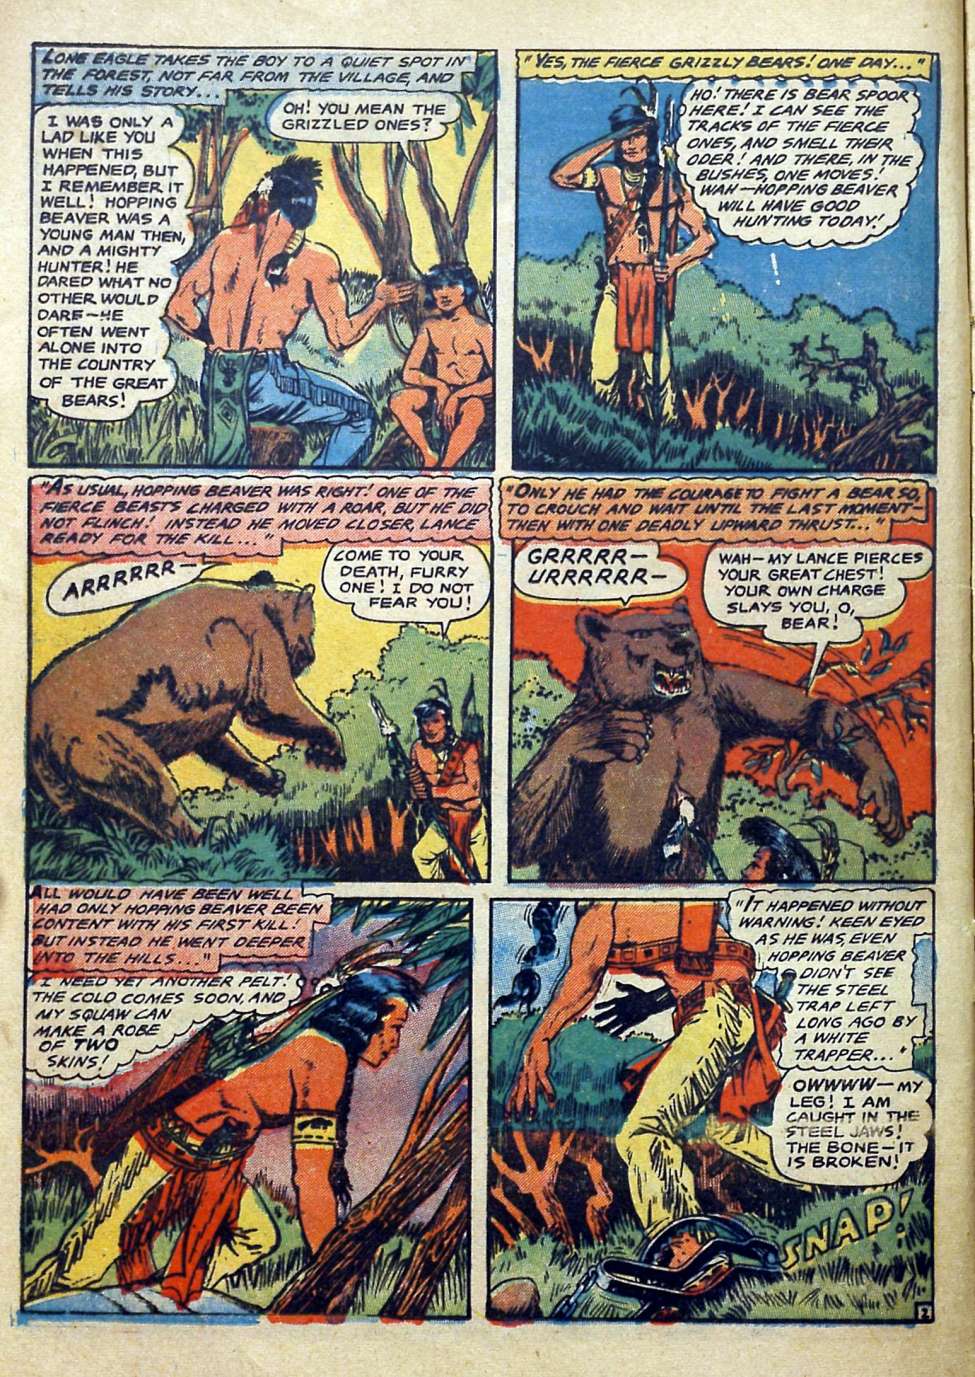 LONE EAGLE TAKES THE BOY TO A QUIET SPOT IN
THE FOREST, NOT FAR FROM THE VILLAGE, AND
TELLS HIS STORY...
I WAS ONLY A
LAD LIKE YOU
WHEN THIS
HAPPENED, BUT
I REMEMBER IT
WELL! HOPPING
BEAVER WAS A
YOUNG MAN THEN,
AND A MIGHTY
HUNTER! HE
DARED WHAT NO
OTHER WOULD
DARE—HE
OFTEN WENT
ALONE INTO
THE COUNTRY
OF THE GREAT
BEARS!
OH! YOU MEAN THE
GRIZZLED ONES?
"YES, THE FIERCE GRIZZLY BEARS! ONE DAY..."
HO! THERE IS BEAR SPOOR
HERE! I CAN SEE THE
TRACKS OF THE FIERCE
ONES, AND SMELL THEIR
ODER! AND THERE, IN THE
BUSHES, ONE MOVES!
WAH—HOPPING BEAVER
WILL HAVE GOOD
HUNTING TODAY!
"AS USUAL, HOPPING BEAVER WAS RIGHT! ONE OF THE
FIERCE BEASTS CHARGED WITH A ROAR, BUT HE DID
NOT FLINCH! INSTEAD HE MOVED CLOSER, LANCE
READY FOR THE KILL..."
ARRRRRR—
COME TO YOUR
DEATH, FURRY
ONE! I DO NOT
FEAR YOU!
"ONLY HE HAD THE COURAGE TO FIGHT A BEAR SO,
TO CROUCH AND WAIT UNTIL THE LAST MOMENT—
THEN WITH ONE DEADLY UPWARD THRUST..."
GRRRRR—
URRRRRR—
WAH—MY LANCE PIERCES
YOUR GREAT CHEST!
YOUR OWN CHARGE
SLAYS YOU, O,
BEAR!
ALL WOULD HAVE BEEN WELL
HAD ONLY HOPPING BEAVER BEEN
CONTENT WITH HIS FIRST KILL!
BUT INSTEAD HE WENT DEEPER
INTO THE HILLS..."
I NEED YET ANOTHER PELT!
THE COLD COMES SOON, AND
MY SQUAW CAN
MAKE A ROBE
OF TWO
SKINS!
"IT HAPPENED WITHOUT
WARNING! KEEN EYED
AS HE WAS, EVEN
HOPPING BEAVER
DIDN'T SEE
THE STEEL
TRAP LEFT
LONG AGO BY
A WHITE
TRAPPER..."
OWWWW—MY
LEG! I AM
CAUGHT IN THE
STEEL JAWS!
THE BONE—IT
IS BROKEN!
SNAP!
2